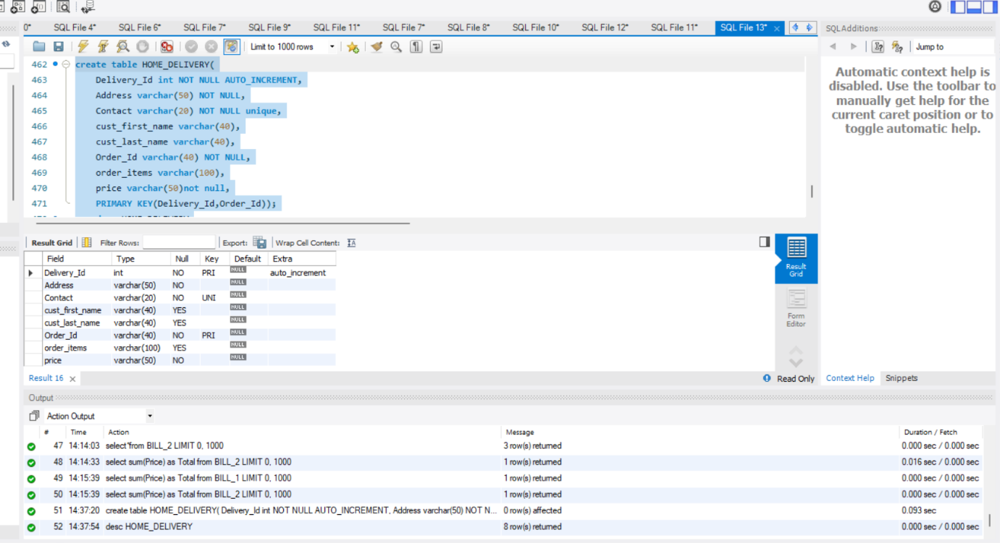 0* SQL File 4* SQL File 6* SQL File 7* SQL File 9* SQL File 11* SQL File 7* SQL File 8* SQL File 10* SQL File 12* SQL File 11* SQL File 13* SQLAdditions
Limit to 1000 rows Jump to
462 create table HOME_DELIVERY(
463 Delivery_Id int NOT NULL AUTO_INCREMENT,
464 Address varchar(50) NOT NULL,
465 Contact varchar(20) NOT NULL unique,
466 cust_first_name varchar(40),
467 cust_last_name varchar(40),
468 Order_Id varchar(40) NOT NULL,
469 order_items varchar(100),
470 price varchar(50)not null,
471 PRIMARY KEY(Delivery_Id,Order_Id));
Automatic context help is
disabled. Use the toolbar to
manually get help for the
current caret position or to
toggle automatic help.
Result Grid Filter Rows: Export: Wrap Cell Content:
Field Type Null Key Default Extra
Delivery_Id int NO PRI NULL auto_increment
Address varchar(50) NO NULL
Contact varchar(20) NO UNI NULL
cust_first_name varchar(40) YES NULL
cust_last_name varchar(40) YES NULL
Order_Id varchar(40) NO PRI NULL
order_items varchar(100) YES NULL
price varchar(50) NO NULL
Result
Grid
Form
Editor
Result 16 Read Only Context Help Snippets
Output
Action Output
# Time Action Message Duration / Fetch
47 14:14:03 select*from BILL_2 LIMIT 0, 1000 3 row(s) returned 0.000 sec / 0.000 sec
48 14:14:33 select sum(Price) as Total from BILL_2 LIMIT 0, 1000 1 row(s) returned 0.016 sec / 0.000 sec
49 14:15:39 select sum(Price) as Total from BILL_1 LIMIT 0, 1000 1 row(s) returned 0.000 sec / 0.000 sec
50 14:15:39 select sum(Price) as Total from BILL_2 LIMIT 0, 1000 1 row(s) returned 0.000 sec / 0.000 sec
51 14:37:20 create table HOME_DELIVERY( Delivery_Id int NOT NULL AUTO_INCREMENT, Address varchar(50) NOT N... 0 row(s) affected 0.093 sec
52 14:37:54 desc HOME_DELIVERY 8 row(s) returned 0.000 sec / 0.000 sec